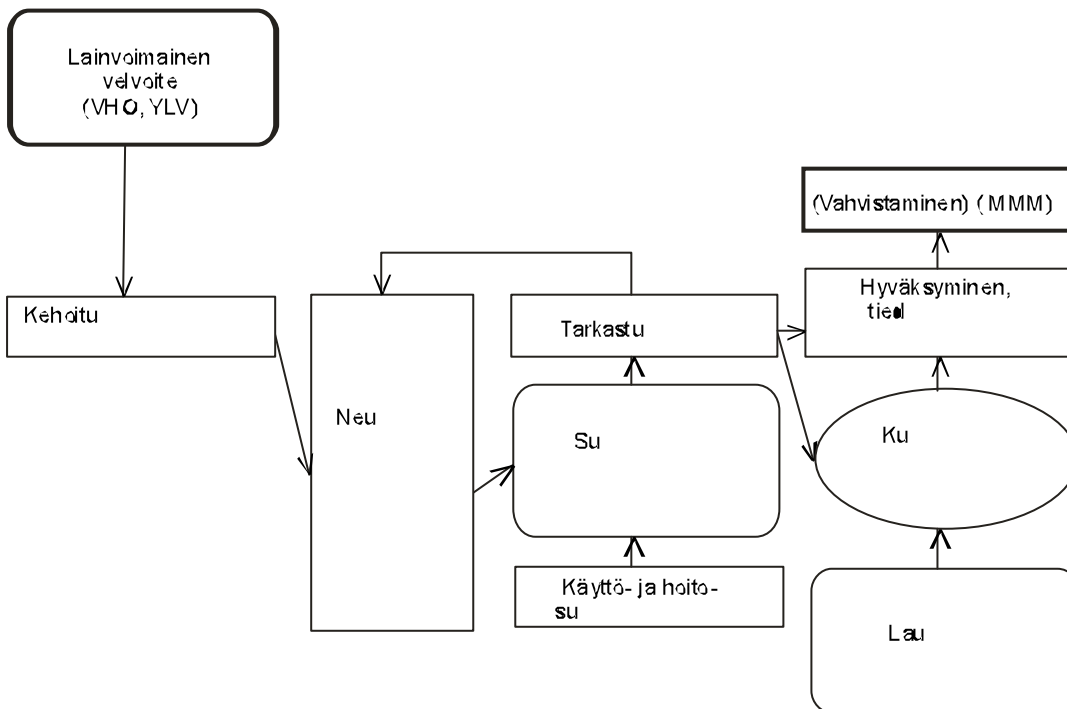 Lainvoimainen
velvoite
(VHO, YLV)
(Vahvistaminen) (MMM)
Kehoitu
Hyväksyminen,
tied
Tarkastu
Neu
Su
Ku
Käyttö- ja hoito-
su
Lau